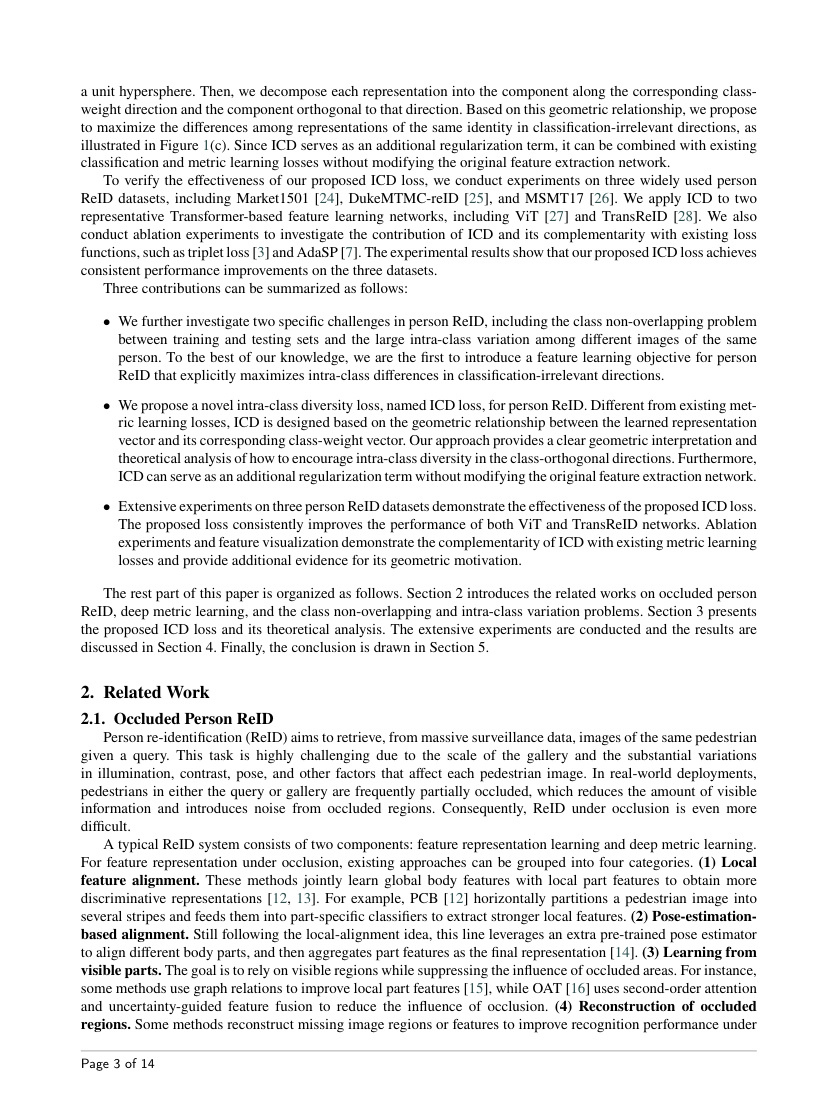 a unit hypersphere. Then, we decompose each representation into the component along the corresponding class-
weight direction and the component orthogonal to that direction. Based on this geometric relationship, we propose
to maximize the differences among representations of the same identity in classification-irrelevant directions, as
illustrated in Figure 1(c). Since ICD serves as an additional regularization term, it can be combined with existing
classification and metric learning losses without modifying the original feature extraction network.
To verify the effectiveness of our proposed ICD loss, we conduct experiments on three widely used person
ReID datasets, including Market1501 [24], DukeMTMC-reID [25], and MSMT17 [26]. We apply ICD to two
representative Transformer-based feature learning networks, including ViT [27] and TransReID [28]. We also
conduct ablation experiments to investigate the contribution of ICD and its complementarity with existing loss
functions, such as triplet loss [3] and AdaSP [7]. The experimental results show that our proposed ICD loss achieves
consistent performance improvements on the three datasets.
Three contributions can be summarized as follows:
• We further investigate two specific challenges in person ReID, including the class non-overlapping problem
between training and testing sets and the large intra-class variation among different images of the same
person. To the best of our knowledge, we are the first to introduce a feature learning objective for person
ReID that explicitly maximizes intra-class differences in classification-irrelevant directions.
• We propose a novel intra-class diversity loss, named ICD loss, for person ReID. Different from existing met-
ric learning losses, ICD is designed based on the geometric relationship between the learned representation
vector and its corresponding class-weight vector. Our approach provides a clear geometric interpretation and
theoretical analysis of how to encourage intra-class diversity in the class-orthogonal directions. Furthermore,
ICD can serve as an additional regularization term without modifying the original feature extraction network.
• Extensive experiments on three person ReID datasets demonstrate the effectiveness of the proposed ICD loss.
The proposed loss consistently improves the performance of both ViT and TransReID networks. Ablation
experiments and feature visualization demonstrate the complementarity of ICD with existing metric learning
losses and provide additional evidence for its geometric motivation.
The rest part of this paper is organized as follows. Section 2 introduces the related works on occluded person
ReID, deep metric learning, and the class non-overlapping and intra-class variation problems. Section 3 presents
the proposed ICD loss and its theoretical analysis. The extensive experiments are conducted and the results are
discussed in Section 4. Finally, the conclusion is drawn in Section 5.
2. Related Work
2.1. Occluded Person ReID
Person re-identification (ReID) aims to retrieve, from massive surveillance data, images of the same pedestrian
given a query. This task is highly challenging due to the scale of the gallery and the substantial variations
in illumination, contrast, pose, and other factors that affect each pedestrian image. In real-world deployments,
pedestrians in either the query or gallery are frequently partially occluded, which reduces the amount of visible
information and introduces noise from occluded regions. Consequently, ReID under occlusion is even more
difficult.
A typical ReID system consists of two components: feature representation learning and deep metric learning.
For feature representation under occlusion, existing approaches can be grouped into four categories. (1) Local
feature alignment. These methods jointly learn global body features with local part features to obtain more
discriminative representations [12, 13]. For example, PCB [12] horizontally partitions a pedestrian image into
several stripes and feeds them into part-specific classifiers to extract stronger local features. (2) Pose-estimation-
based alignment. Still following the local-alignment idea, this line leverages an extra pre-trained pose estimator
to align different body parts, and then aggregates part features as the final representation [14]. (3) Learning from
visible parts. The goal is to rely on visible regions while suppressing the influence of occluded areas. For instance,
some methods use graph relations to improve local part features [15], while OAT [16] uses second-order attention
and uncertainty-guided feature fusion to reduce the influence of occlusion. (4) Reconstruction of occluded
regions. Some methods reconstruct missing image regions or features to improve recognition performance under
Page 3 of 14